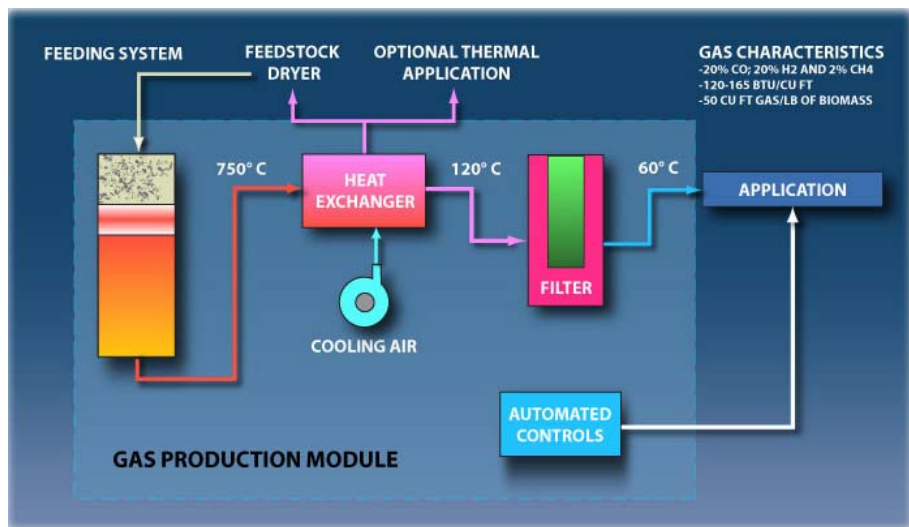 FEEDING SYSTEM
FEEDSTOCK
DRYER
OPTIONAL THERMAL
APPLICATION
GAS CHARACTERISTICS
-20% CO; 20% H2 AND 2% CH4
-120-165 BTU/CU FT
-50 CU FT GAS/LB OF BIOMASS
750° C
HEAT
EXCHANGER
120° C
60° C
APPLICATION
FILTER
COOLING AIR
AUTOMATED
CONTROLS
GAS PRODUCTION MODULE